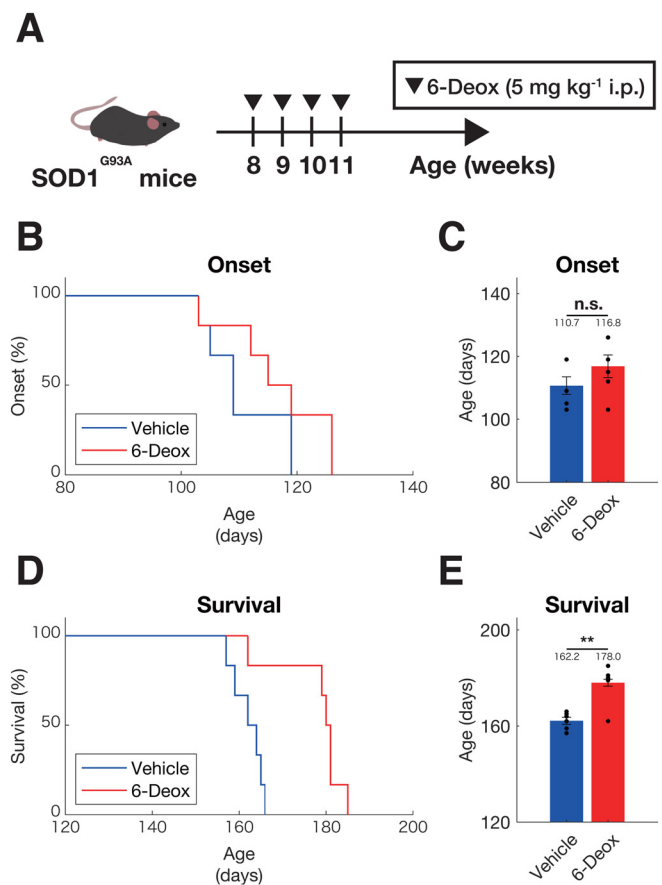 A
▼6-Deox (5 mg kg⁻¹ i.p.)
G93A
SOD1 mice
8 9 10 11 Age (weeks)
B
Onset
100
50
0
Onset (%)
Vehicle
6-Deox
80 100 120 140
Age
(days)
C
Onset
n.s.
110.7 116.8
140
120
100
80
Age (days)
Vehicle
6-Deox
D
Survival
100
50
0
Survival (%)
Vehicle
6-Deox
120 140 160 180 200
Age
(days)
E
Survival
**
162.2 178.0
200
160
120
Age (days)
Vehicle
6-Deox